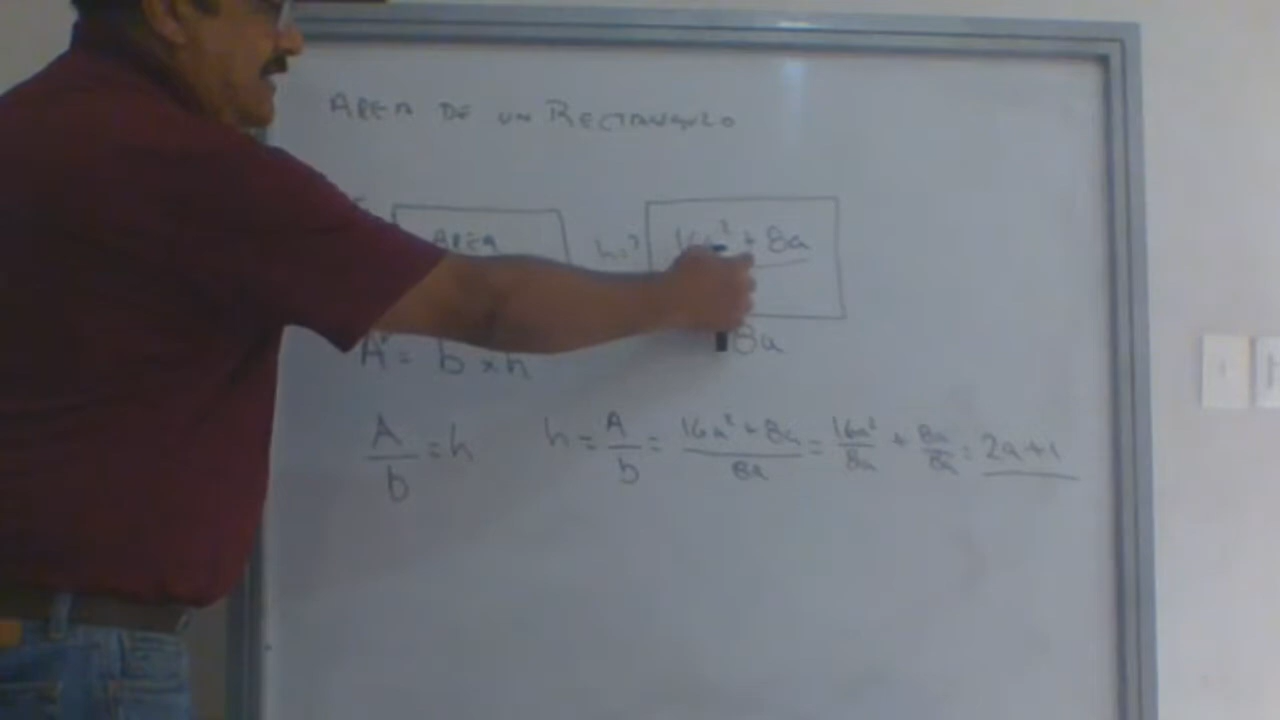 AREA DE UN RECTANGULO
AREA
h=?
16a² + 8a
8a
A = b x h
A/b = h
h = A/b = (16a² + 8a)/8a = 16a²/8a + 8a/8a = 2a + 1